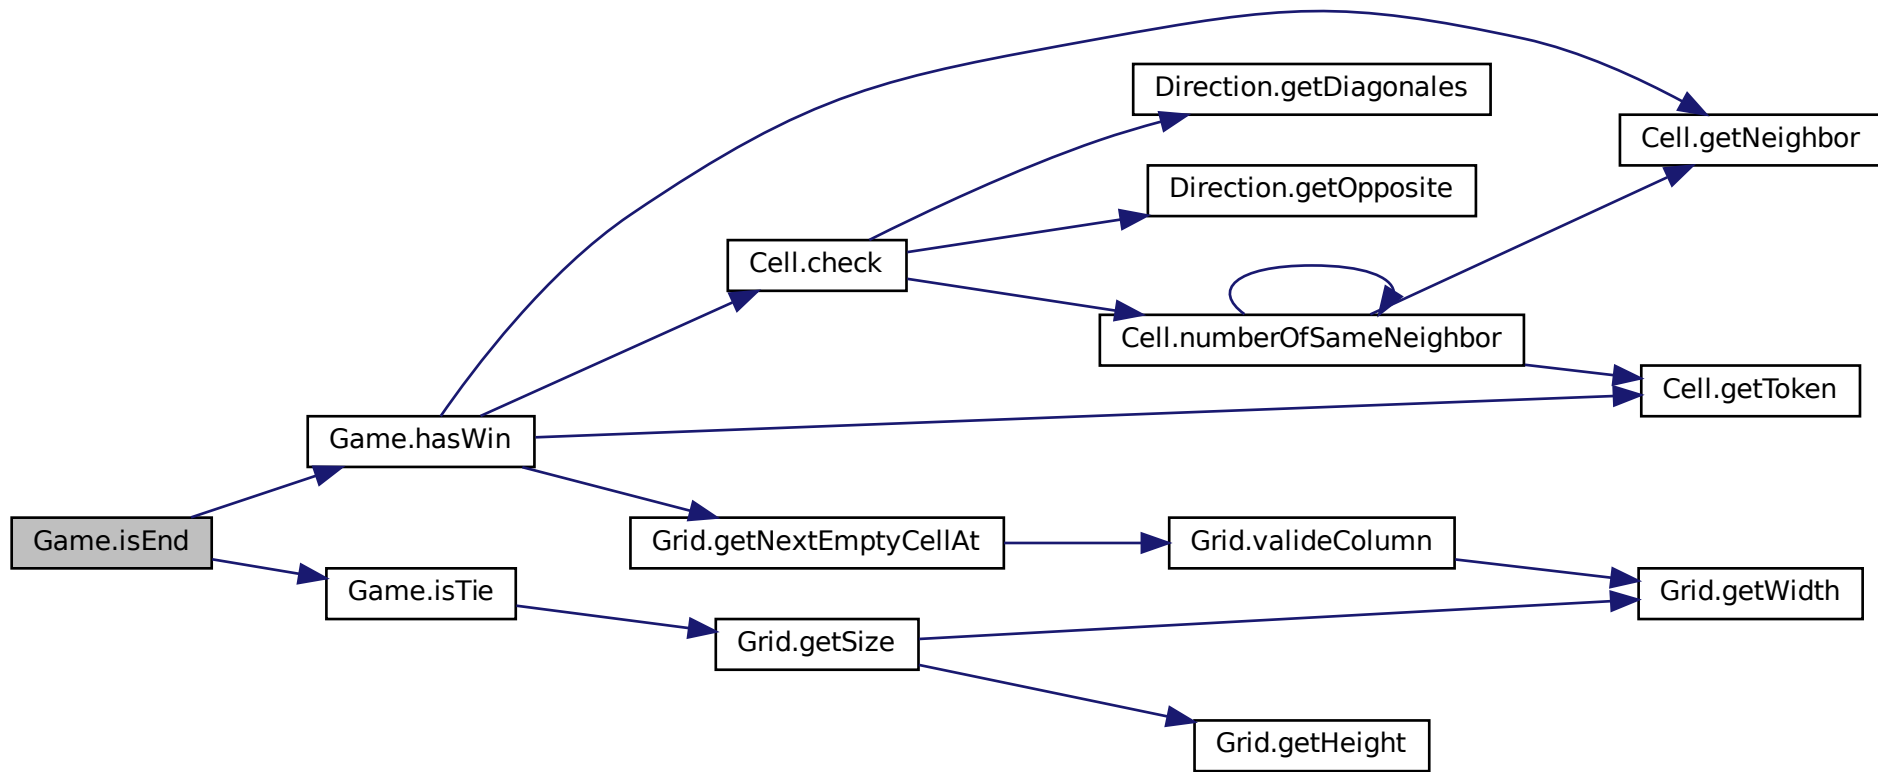 Direction.getDiagonales
Cell.getNeighbor
Direction.getOpposite
Cell.check
Cell.numberOfSameNeighbor
Cell.getToken
Game.hasWin
Game.isEnd
Grid.getNextEmptyCellAt
Grid.valideColumn
Game.isTie
Grid.getWidth
Grid.getSize
Grid.getHeight